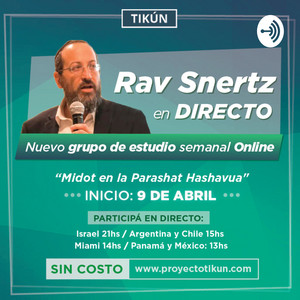 TIKÚN
Rav Snertz
en DIRECTO
Nuevo grupo de estudio semanal Online
“Midot en la Parashat Hashavua"
INICIO: 9 DE ABRIL
PARTICIPÁ EN DIRECTO:
Israel 21hs / Argentina y Chile 15hs
Miami 14hs / Panamá y México: 13hs
SIN COSTO
www.proyectotikun.com